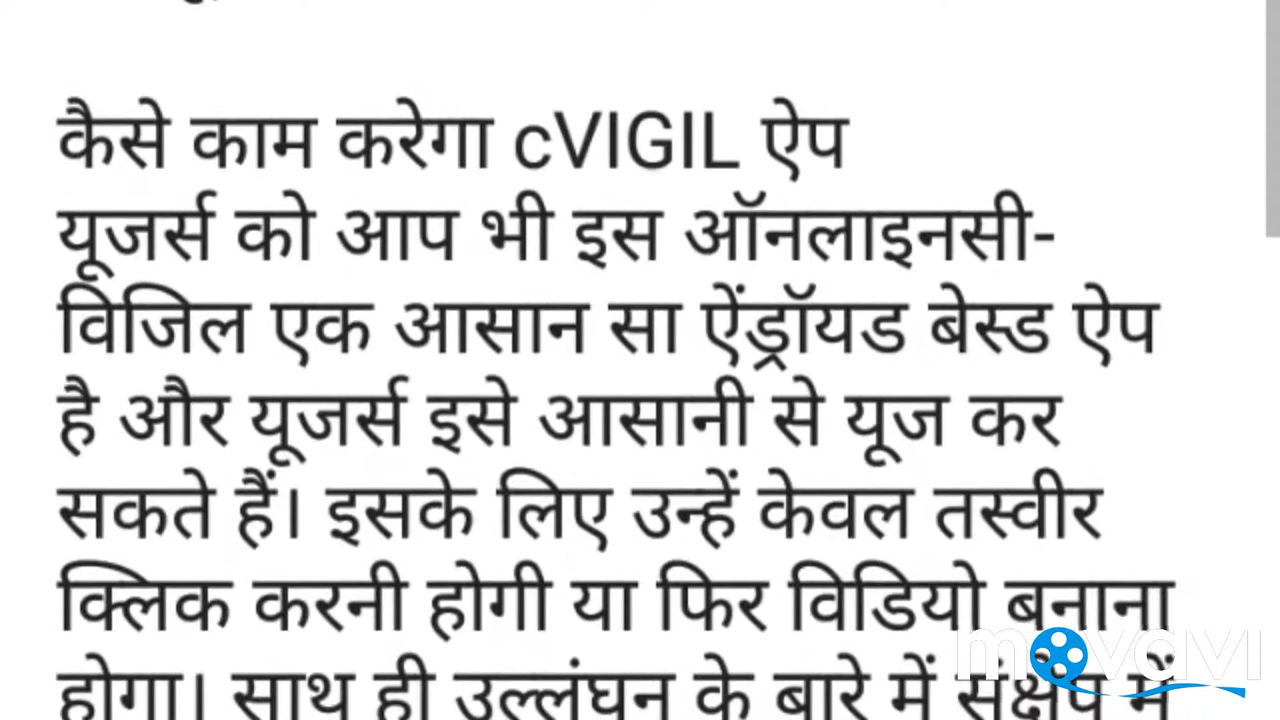 कैसे काम करेगा cVIGIL ऐप
यूजर्स को आप भी इस ऑनलाइनसी-
विजिल एक आसान सा ऐंड्रॉयड बेस्ड ऐप
है और यूजर्स इसे आसानी से यूज कर
सकते हैं। इसके लिए उन्हें केवल तस्वीर
क्लिक करनी होगी या फिर विडियो बनाना
होगा। साथ ही उल्लंघन के बारे में संक्षेप में
movavi